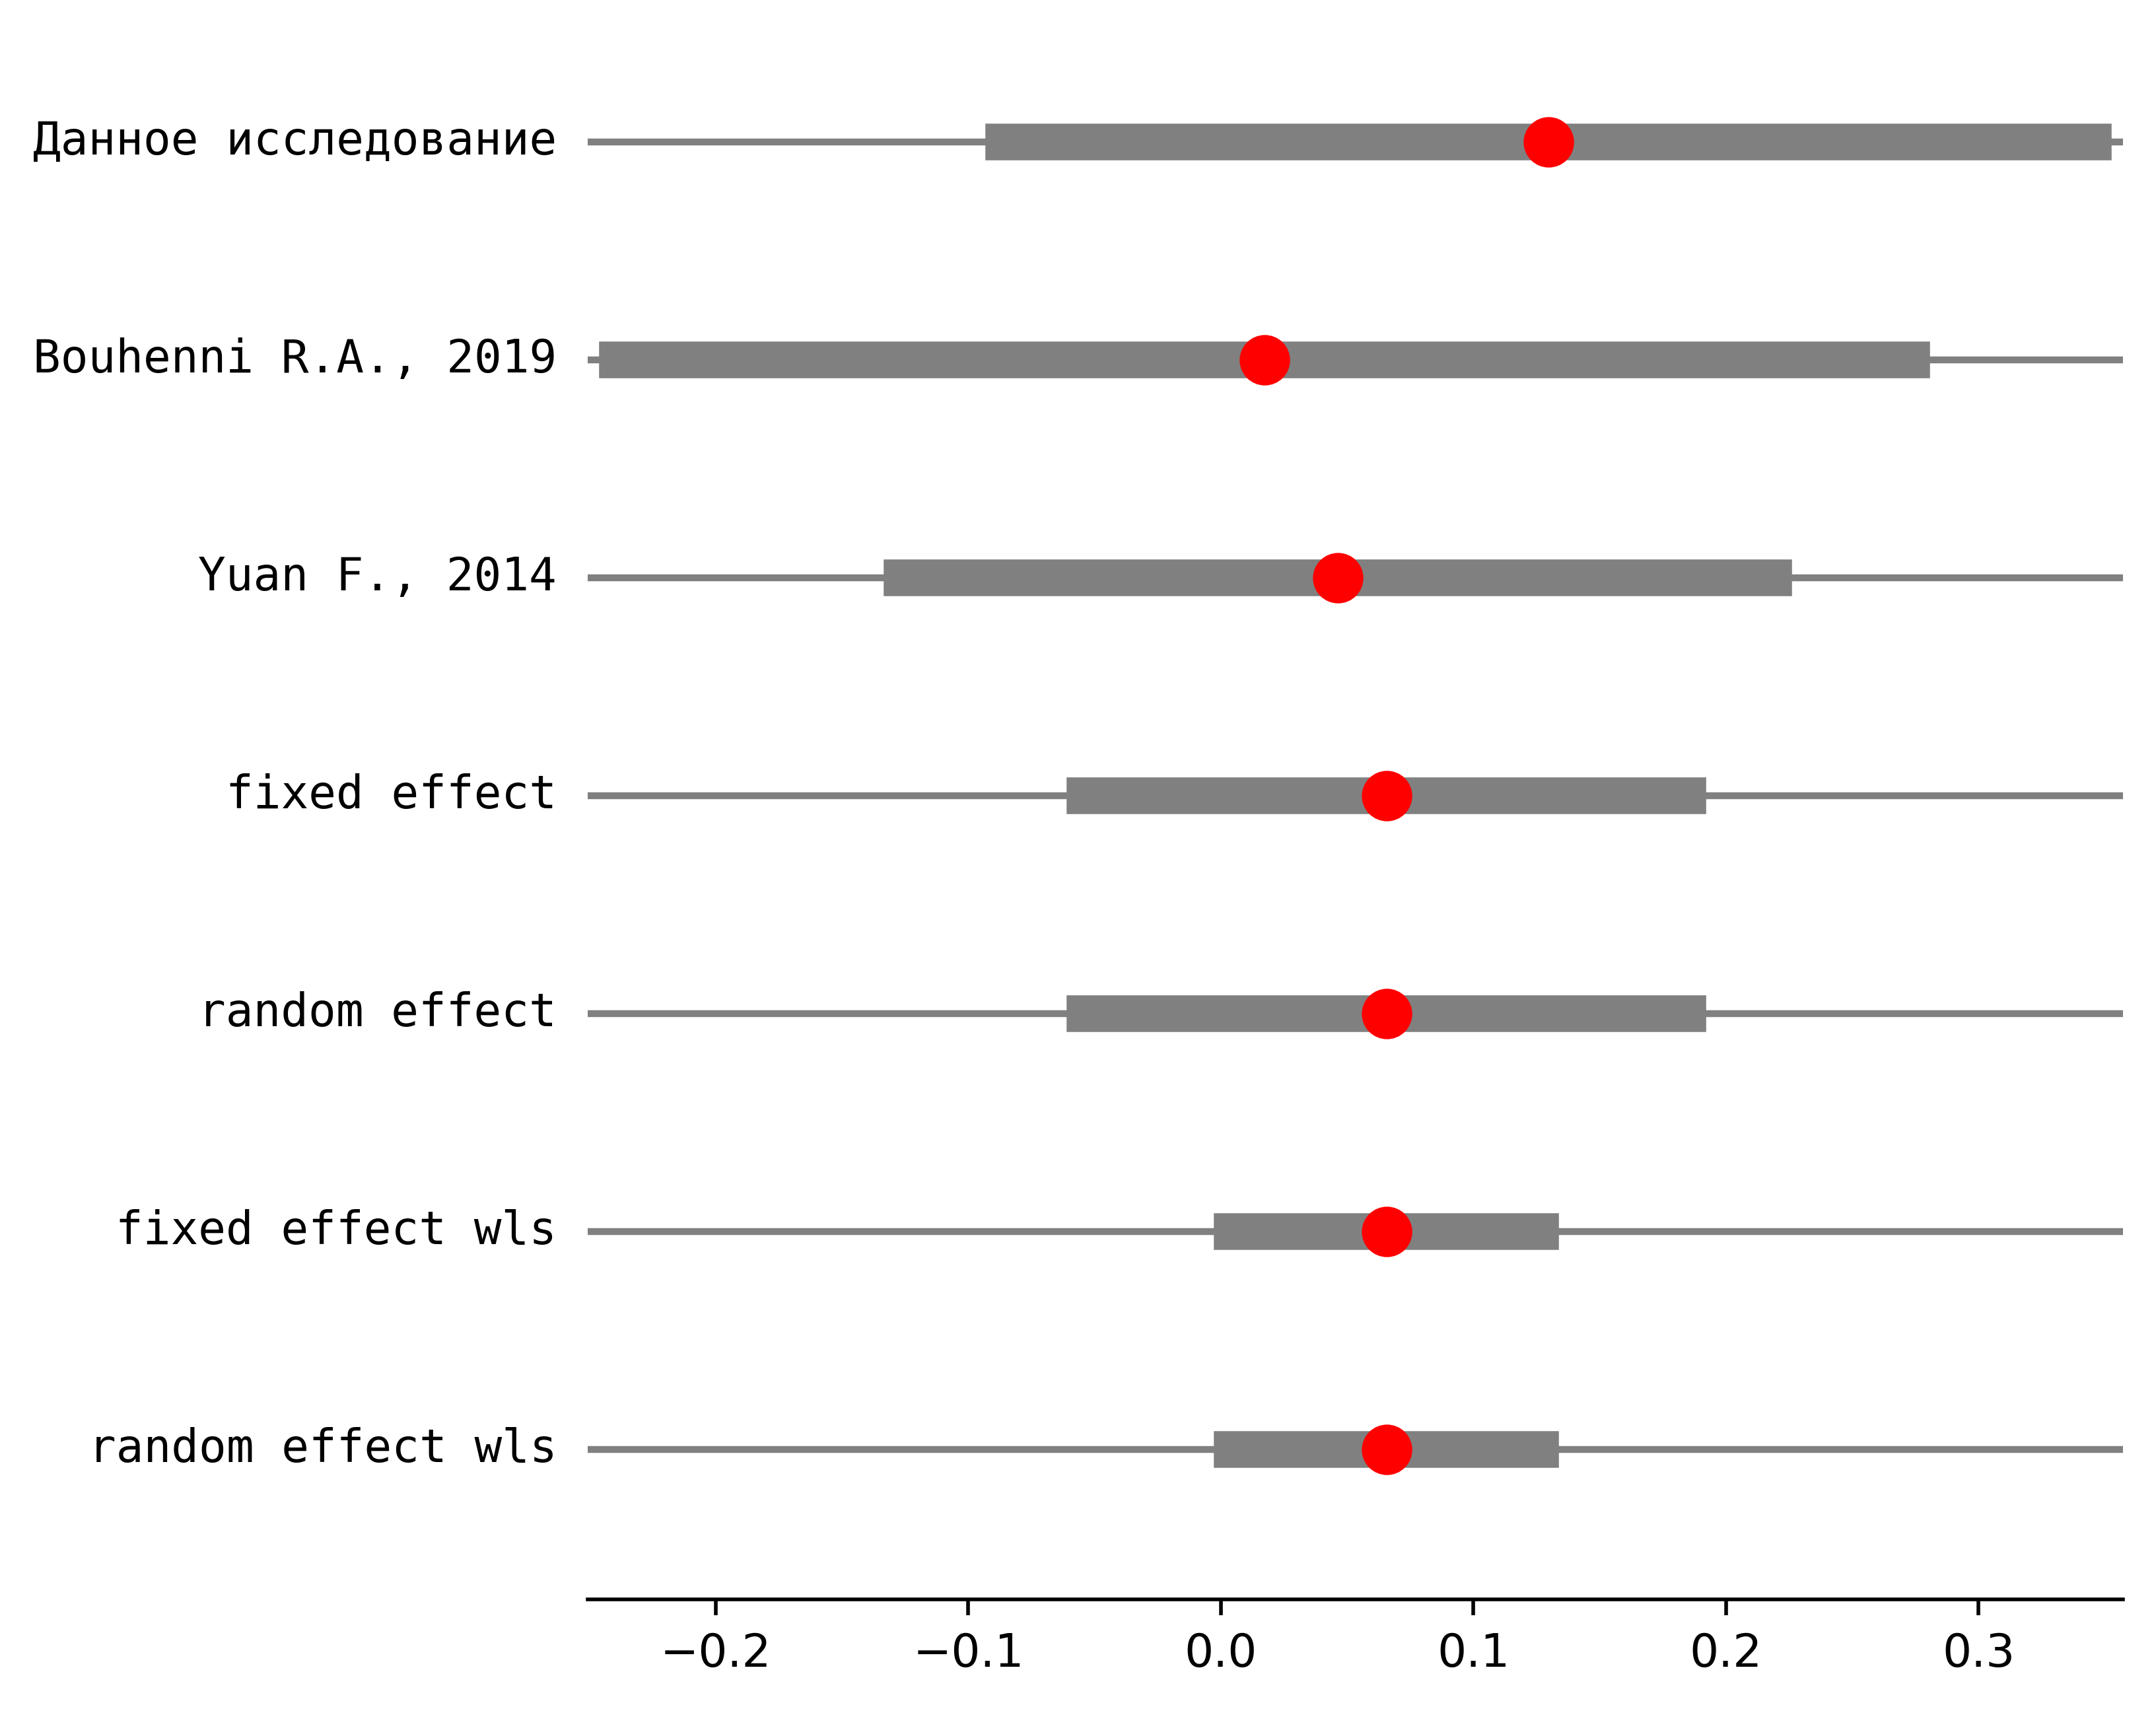 Данное исследование
Bouhenni R.A., 2019
Yuan F., 2014
fixed effect
random effect
fixed effect wls
random effect wls
−0.2 −0.1 0.0 0.1 0.2 0.3